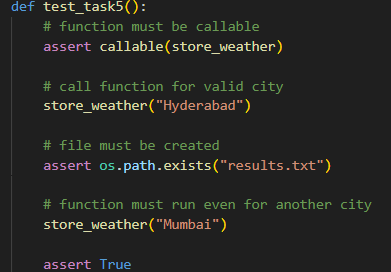 def test_task5():
    # function must be callable
    assert callable(store_weather)
    # call function for valid city
    store_weather("Hyderabad")
    # file must be created
    assert os.path.exists("results.txt")
    # function must run even for another city
    store_weather("Mumbai")
    assert True